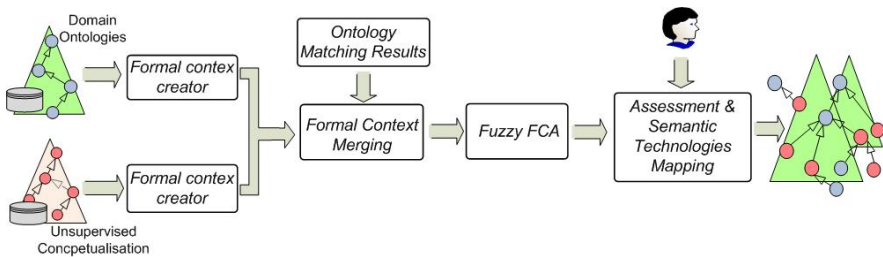 Domain
Ontologies
Formal contex
creator
Ontology
Matching Results
Formal Context
Merging
Fuzzy FCA
Assessment &
Semantic
Technologies
Mapping
Formal contex
creator
Unsupervised
Concpetualisation